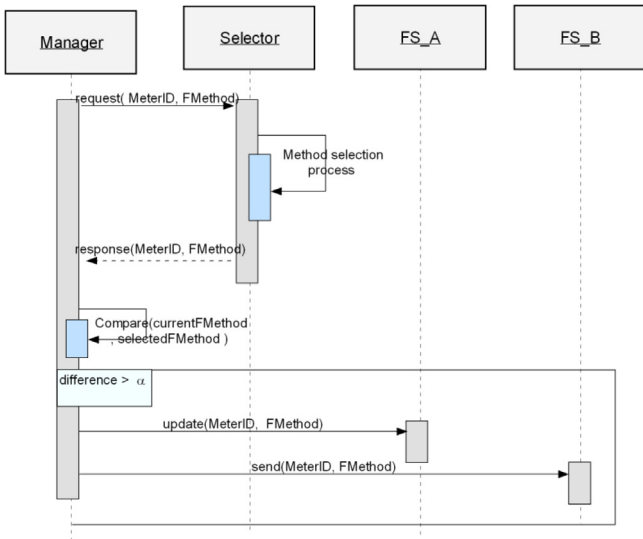 Manager
Selector
FS_A
FS_B
request( MeterID, FMethod)
Method selection
process
response(MeterID, FMethod)
Compare(currentFMethod
, selectedFMethod )
difference > α
update(MeterID, FMethod)
send(MeterID, FMethod)